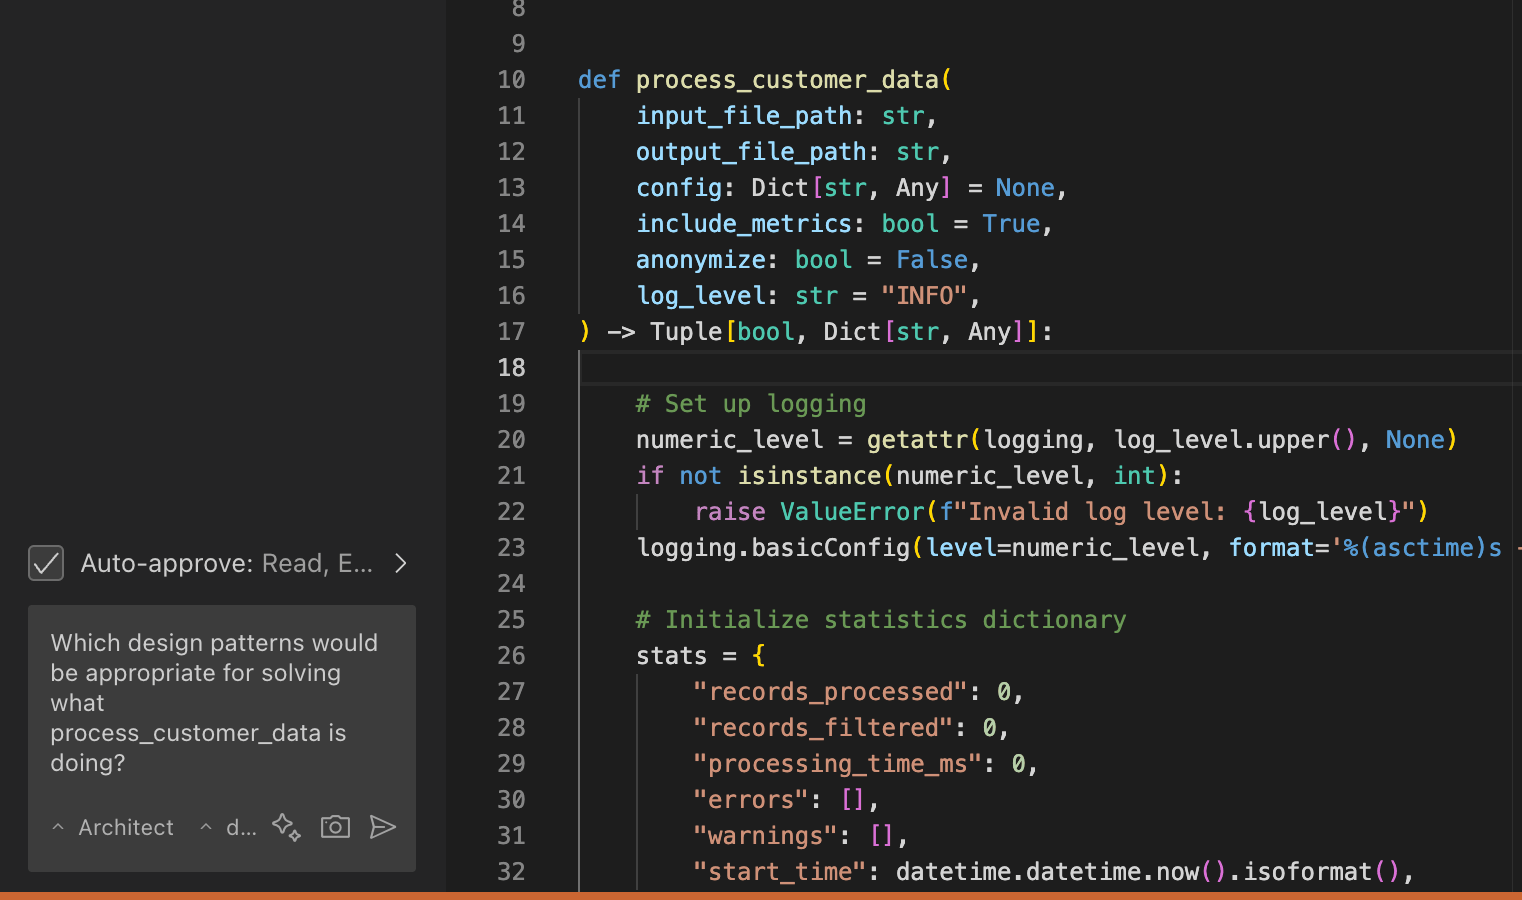 Auto-approve: Read, E...
Which design patterns would
be appropriate for solving
what
process_customer_data is
doing?
^ Architect ^ d...
8
9
10 def process_customer_data(
11     input_file_path: str,
12     output_file_path: str,
13     config: Dict[str, Any] = None,
14     include_metrics: bool = True,
15     anonymize: bool = False,
16     log_level: str = "INFO",
17 ) -> Tuple[bool, Dict[str, Any]]:
18
19     # Set up logging
20     numeric_level = getattr(logging, log_level.upper(), None)
21     if not isinstance(numeric_level, int):
22         raise ValueError(f"Invalid log level: {log_level}")
23     logging.basicConfig(level=numeric_level, format='%(asctime)s -
24
25     # Initialize statistics dictionary
26     stats = {
27         "records_processed": 0,
28         "records_filtered": 0,
29         "processing_time_ms": 0,
30         "errors": [],
31         "warnings": [],
32         "start_time": datetime.datetime.now().isoformat(),